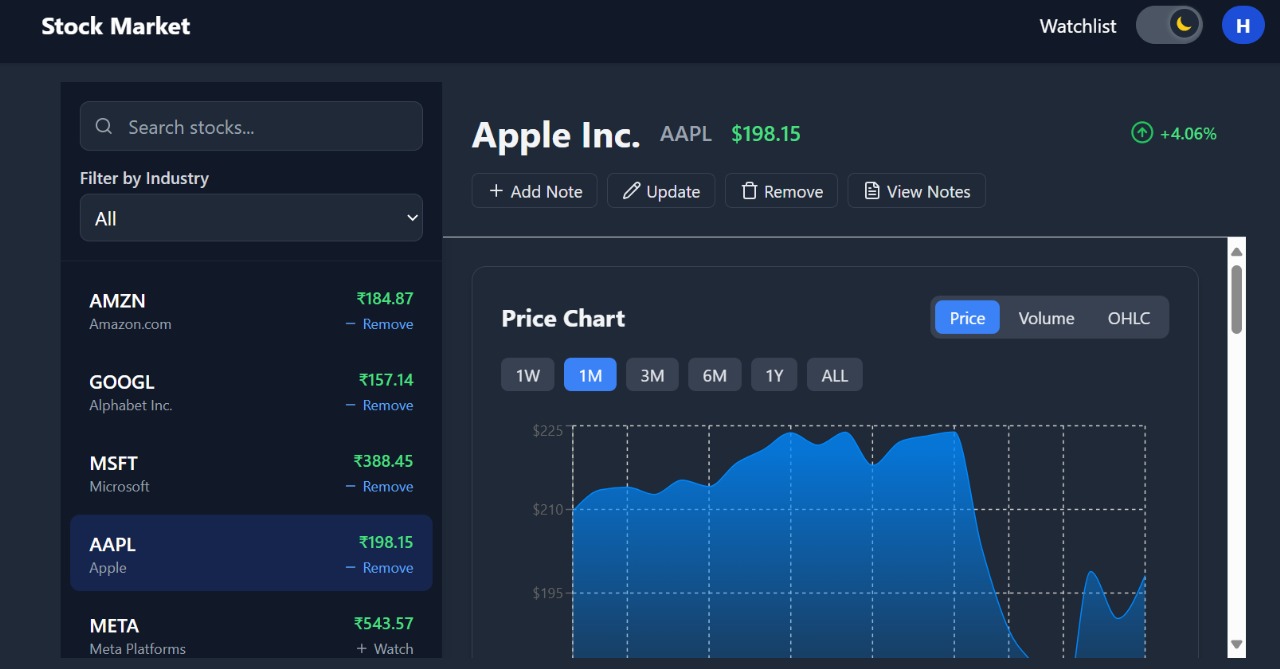 Stock Market
Watchlist
H
Search stocks...
Filter by Industry
All
AMZN ₹184.87
Amazon.com − Remove
GOOGL ₹157.14
Alphabet Inc. − Remove
MSFT ₹388.45
Microsoft − Remove
AAPL ₹198.15
Apple − Remove
META ₹543.57
Meta Platforms + Watch
Apple Inc. AAPL $198.15 +4.06%
+ Add Note Update Remove View Notes
Price Chart Price Volume OHLC
1W 1M 3M 6M 1Y ALL
$225
$210
$195